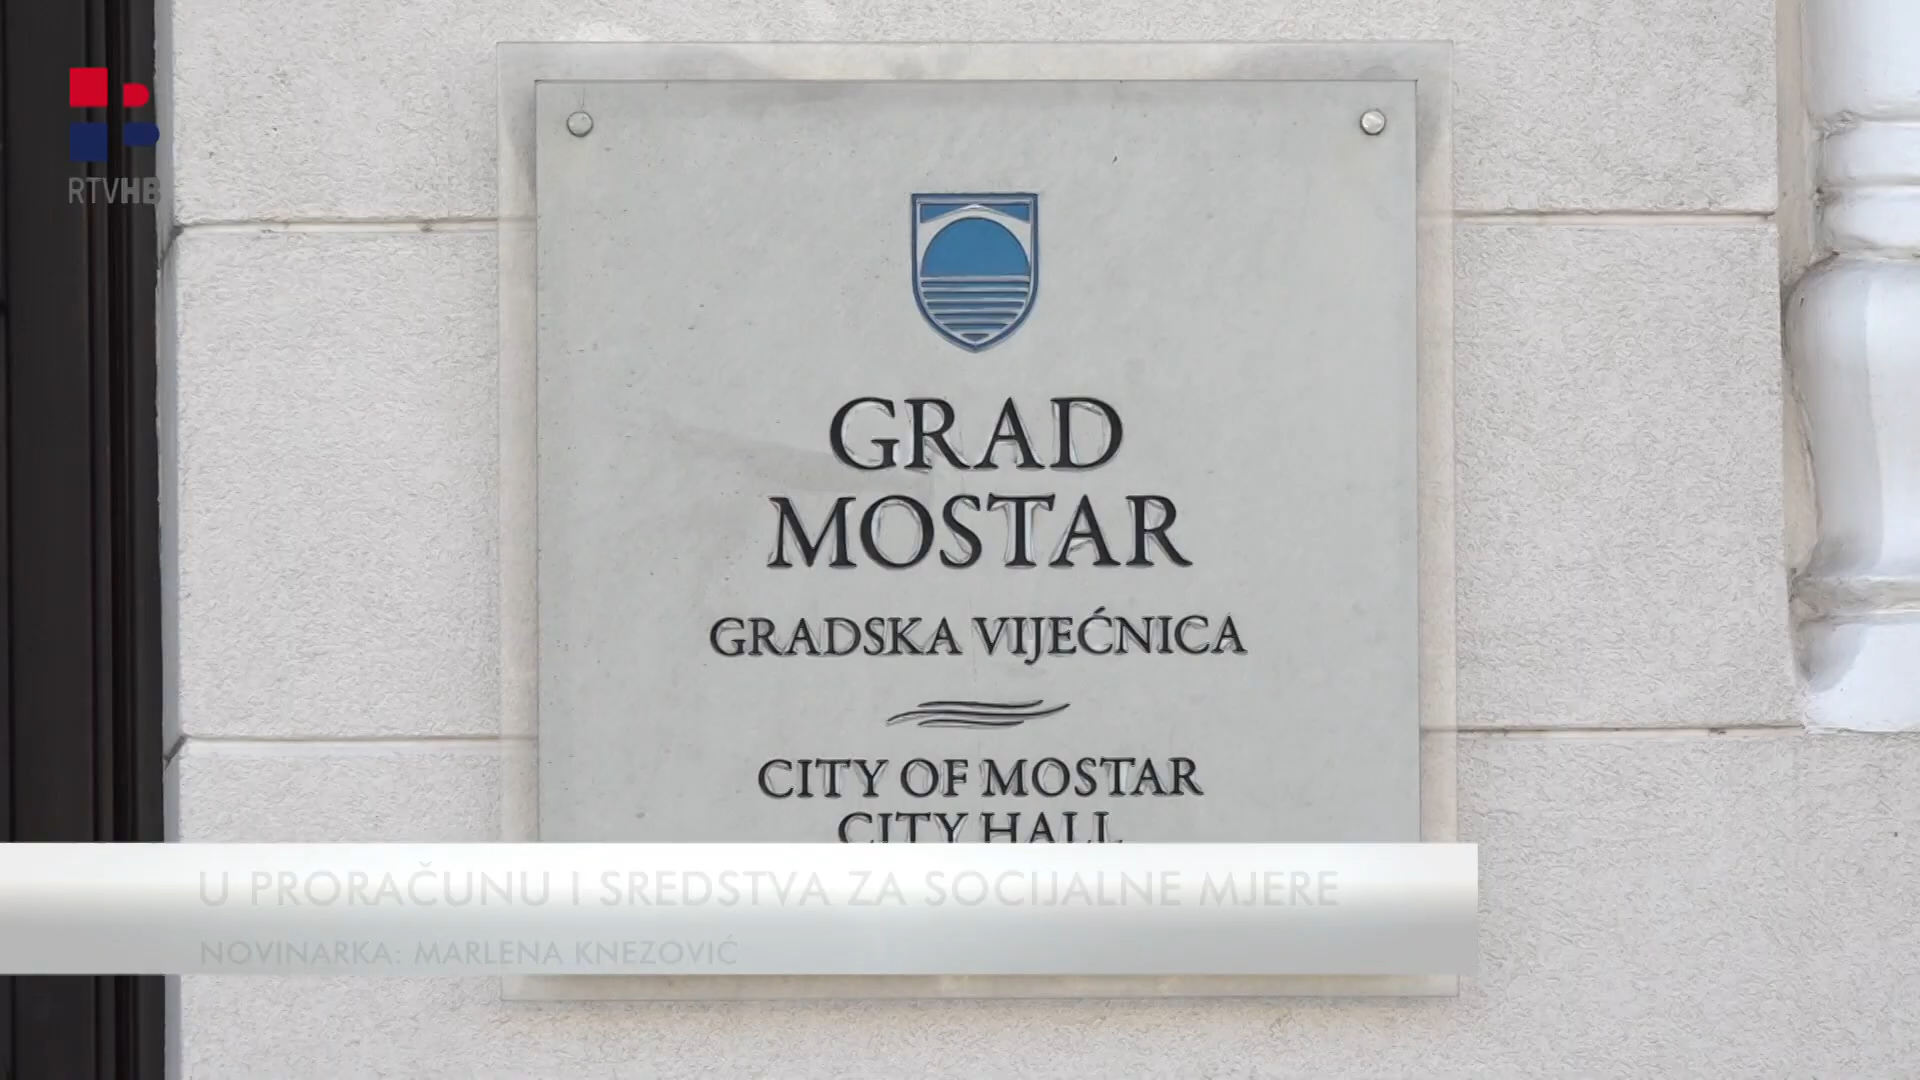 RTVHB
GRAD
MOSTAR
GRADSKA VIJEĆNICA
CITY OF MOSTAR
CITY HALL
U PRORAČUNU I SREDSTVA ZA SOCIJALNE MJERE
NOVINARKA: MARLENA KNEZOVIĆ